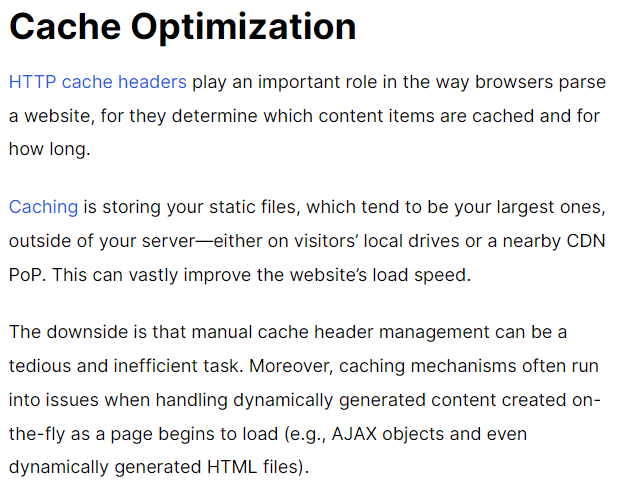 Cache Optimization
HTTP cache headers play an important role in the way browsers parse
a website, for they determine which content items are cached and for
how long.
Caching is storing your static files, which tend to be your largest ones,
outside of your server—either on visitors’ local drives or a nearby CDN
PoP. This can vastly improve the website’s load speed.
The downside is that manual cache header management can be a
tedious and inefficient task. Moreover, caching mechanisms often run
into issues when handling dynamically generated content created on-
the-fly as a page begins to load (e.g., AJAX objects and even
dynamically generated HTML files).